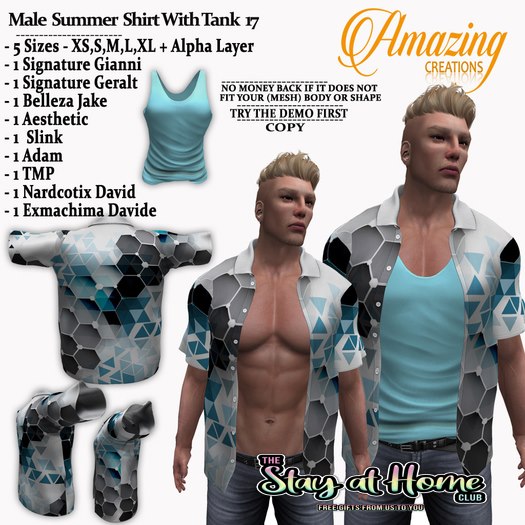 Male Summer Shirt With Tank 17
- 5 Sizes - XS,S,M,L,XL + Alpha Layer
- 1 Signature Gianni
- 1 Signature Geralt
- 1 Belleza Jake
- 1 Aesthetic
- 1 Slink
- 1 Adam
- 1 TMP
- 1 Nardcotix David
- 1 Exmachima Davide
NO MONEY BACK IF IT DOES NOT
FIT YOUR (MESH) BODY OR SHAPE
TRY THE DEMO FIRST
COPY
Amazing
CREATIONS
THE
Stay at Home
CLUB
FREE GIFTS FROM US TO YOU